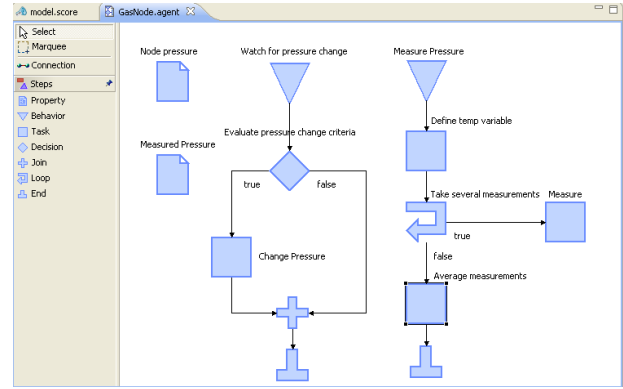 model.score
GasNode.agent
Select
Marquee
Connection
Steps
Property
Behavior
Task
Decision
Join
Loop
End
Node pressure
Watch for pressure change
Measure Pressure
Define temp variable
Evaluate pressure change criteria
Measured Pressure
true
false
Take several measurements
Measure
true
Change Pressure
false
Average measurements